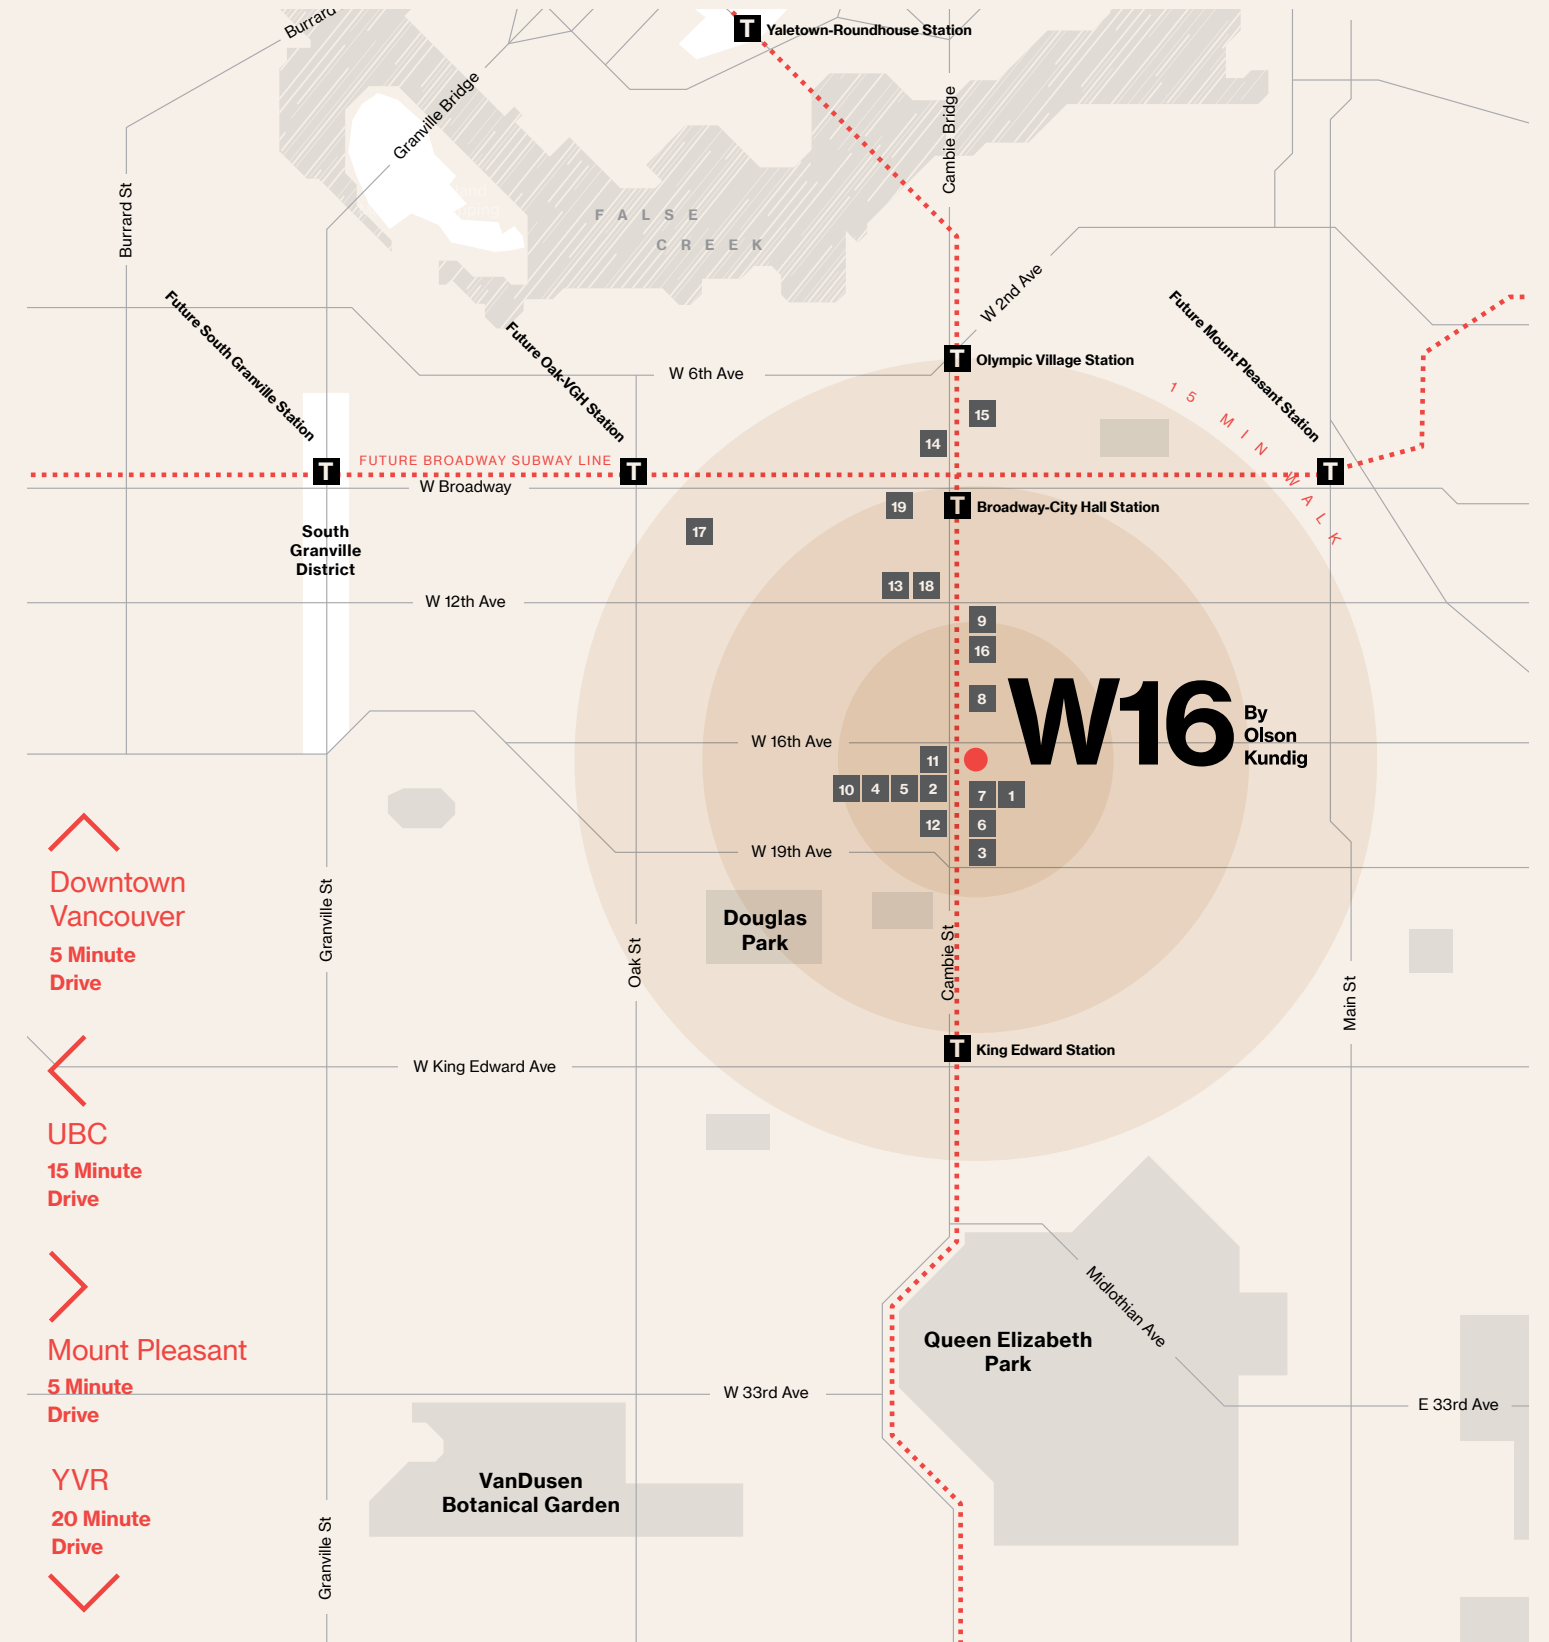 Burrard
T Yaletown-Roundhouse Station
Granville Bridge
Cambie Bridge
Burrard St
FALSE
CREEK
W 2nd Ave
Future South Granville Station
Future Oak-VGH Station
Future Mount Pleasant Station
T Olympic Village Station
W 6th Ave
15 MIN WALK
15
14
FUTURE BROADWAY SUBWAY LINE
T
T
T
W Broadway
19
T Broadway-City Hall Station
17
South
Granville
District
13 18
W 12th Ave
9
16
8
W16
By
Olson
Kundig
W 16th Ave
11
10 4 5 2
7 1
12
6
W 19th Ave
3
Downtown
Vancouver
5 Minute
Drive
Granville St
Douglas
Park
Oak St
Cambie St
Main St
T King Edward Station
W King Edward Ave
UBC
15 Minute
Drive
Mount Pleasant
5 Minute
Drive
Midlothian Ave
Queen Elizabeth
Park
W 33rd Ave
E 33rd Ave
YVR
20 Minute
Drive
VanDusen
Botanical Garden
Granville St